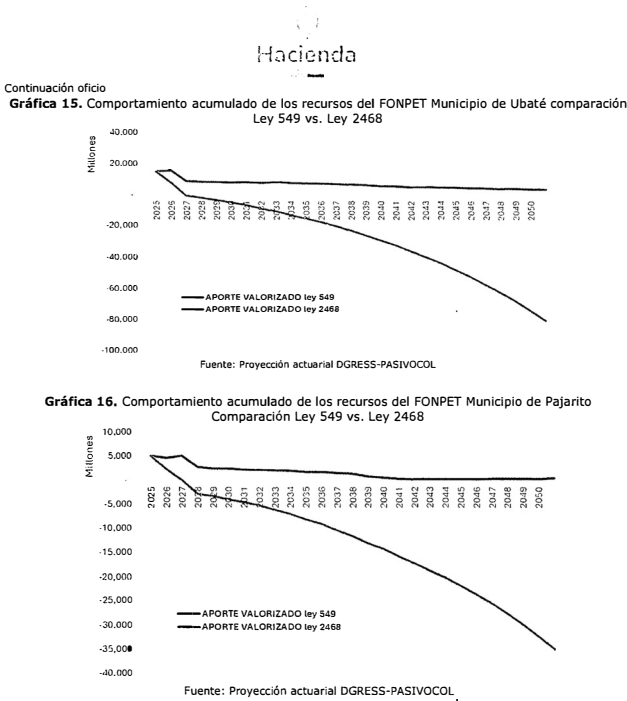 Hacienda
Continuación oficio
Gráfica 15. Comportamiento acumulado de los recursos del FONPET Municipio de Ubaté comparación
Ley 549 vs. Ley 2468
Millones
40.000
20.000
-
-20,000
-40.000
-60.000
-80,000
-100.000
2025 2026 2027 2028 2029 2030 2031 2032 2033 2034 2035 2036 2037 2038 2039 2040 2041 2042 2043 2044 2045 2046 2047 2048 2049 2050
APORTE VALORIZADO ley 549
APORTE VALORIZADO ley 2468
Fuente: Proyección actuarial DGRESS-PASIVOCOL
Gráfica 16. Comportamiento acumulado de los recursos del FONPET Municipio de Pajarito
Comparación Ley 549 vs. Ley 2468
Millones
10,000
5.000
-
-5,000
-10,000
-15.000
-20,000
-25,000
-30.000
-35,000
-40.000
2025 2026 2027 2028 2029 2030 2031 2032 2033 2034 2035 2036 2037 2038 2039 2040 2041 2042 2043 2044 2045 2046 2047 2048 2049 2050
APORTE VALORIZADO ley 549
APORTE VALORIZADO ley 2468
Fuente: Proyección actuarial DGRESS-PASIVOCOL